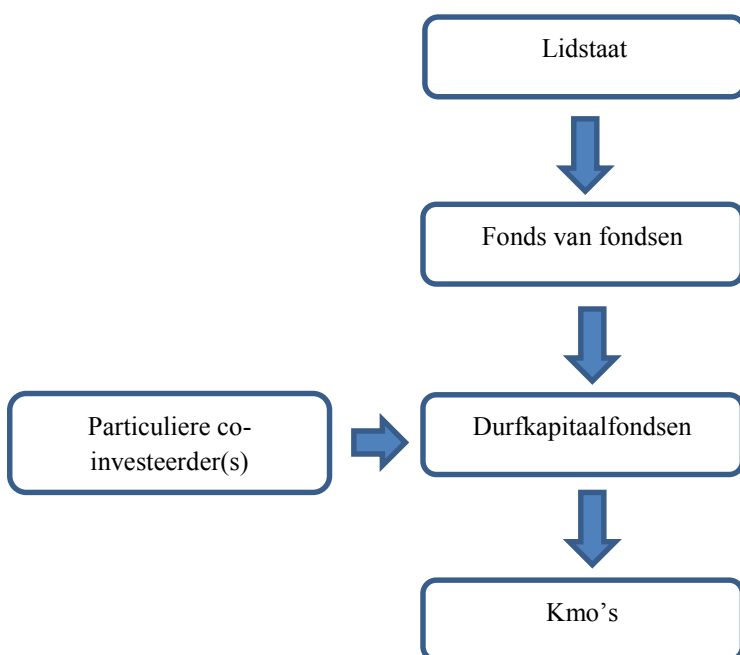 Lidstaat
Fonds van fondsen
Particuliere co-
investeerder(s)
Durfkapitaalfondsen
Kmo’s